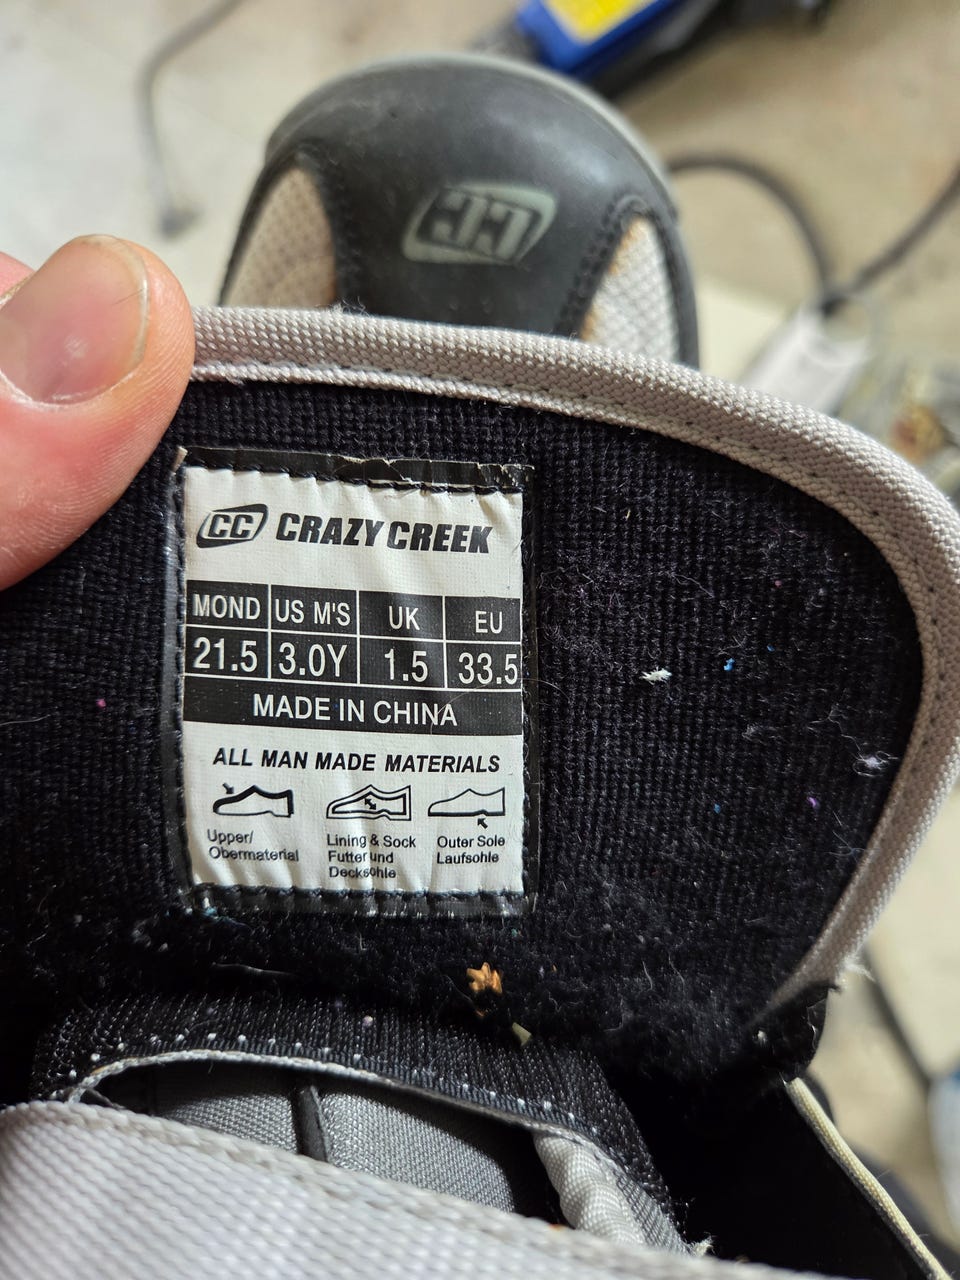 CC
CC CRAZY CREEK
MOND US M'S UK EU
21.5 3.0Y 1.5 33.5
MADE IN CHINA
ALL MAN MADE MATERIALS
Upper/ Lining & Sock Outer Sole
Obermaterial Futter und Laufsohle
Decksohle